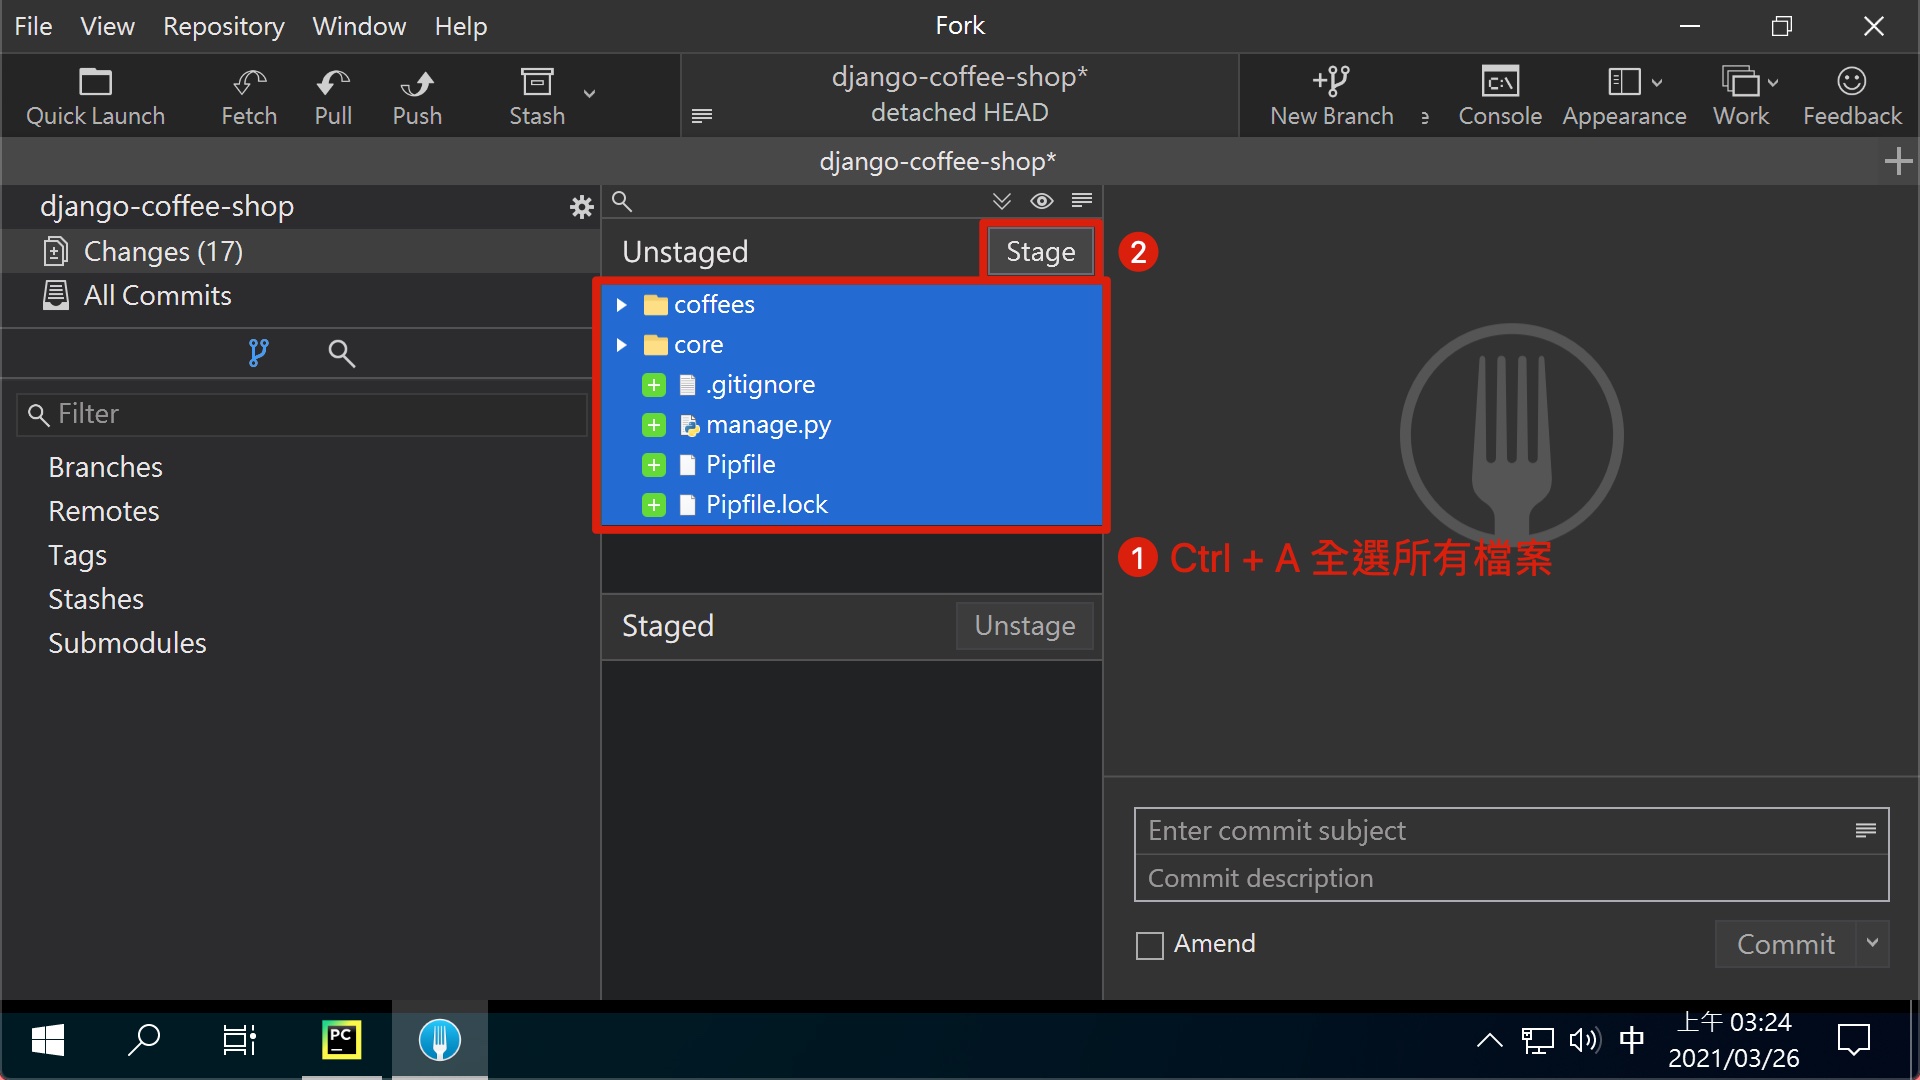 File View Repository Window Help
Fork
Quick Launch
Fetch
Pull
Push
Stash
django-coffee-shop*
detached HEAD
New Branch
e
Console
Appearance
Work
Feedback
django-coffee-shop*
django-coffee-shop
Changes (17)
All Commits
Filter
Branches
Remotes
Tags
Stashes
Submodules
Unstaged
Stage
2
coffees
core
.gitignore
manage.py
Pipfile
Pipfile.lock
1 Ctrl + A 全選所有檔案
Staged
Unstage
Enter commit subject
Commit description
Amend
Commit
PC
中
上午 03:24
2021/03/26